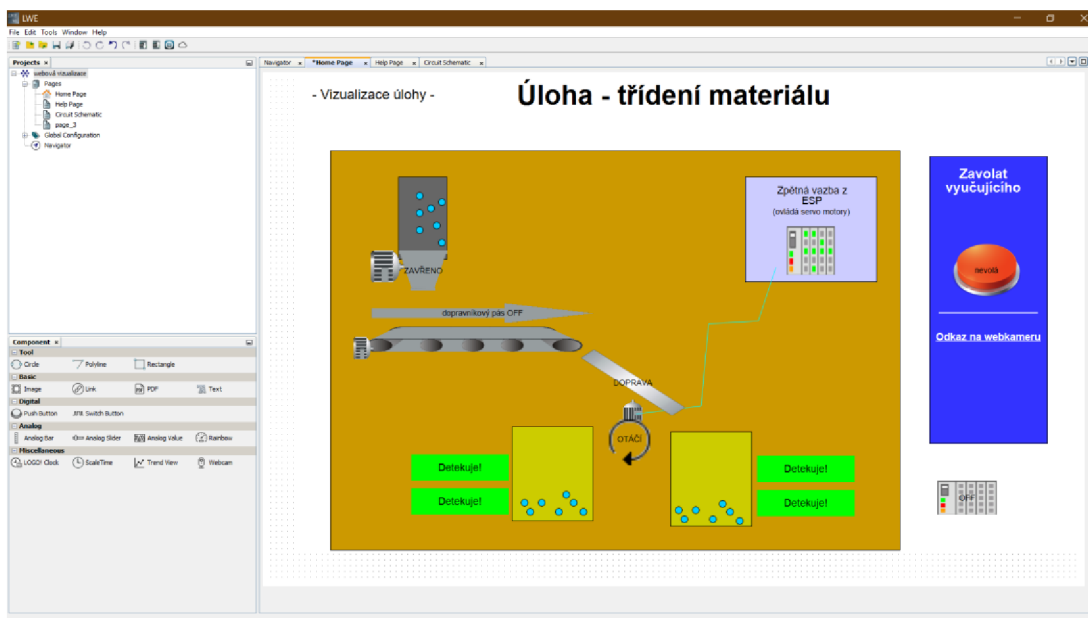 LWE
File Edit Tools Window Help
Projects
webová vizualizace
Pages
Home Page
Help Page
Circuit Schematic
page_3
Global Configuration
Navigator
Component
Tool
Circle Polyline Rectangle
Basic
Image Link PDF Text
Digital
Push Button Switch Button
Analog
Analog Bar Analog Slider Analog Value Rainbow
Miscellaneous
LOGO! Clock ScaleTime Trend View Webcam
Navigator *Home Page Help Page Circuit Schematic
- Vizualizace úlohy -
Úloha - třídení materiálu
ZAVŘENO
dopravníkový pás OFF
DOPRAVA
OTÁČÍ
Detekuje!
Detekuje!
Detekuje!
Detekuje!
Zpětná vazba z
ESP
(ovládá servo motory)
Zavolat
vyučujícího
nevolá
Odkaz na webkameru
OFF